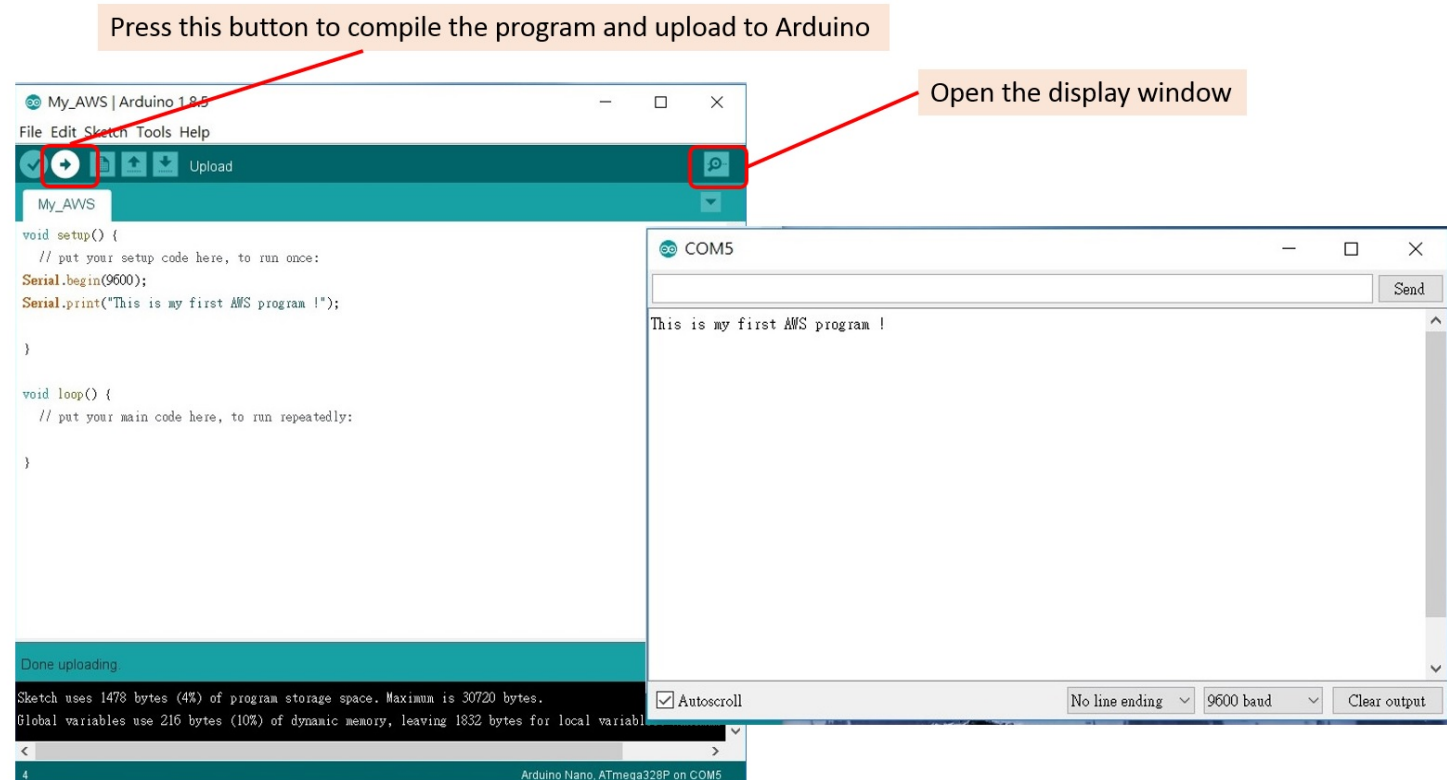 Press this button to compile the program and upload to Arduino
Open the display window
My_AWS | Arduino 1.8.5
File Edit Sketch Tools Help
Upload
My_AWS
void setup() {
// put your setup code here, to run once:
Serial.begin(9600);
Serial.print("This is my first AWS program !");
}
void loop() {
// put your main code here, to run repeatedly:
}
Done uploading.
Sketch uses 1478 bytes (4%) of program storage space. Maximum is 30720 bytes.
Global variables use 216 bytes (10%) of dynamic memory, leaving 1832 bytes for local
4
Arduino Nano, ATmega328P on COM5
COM5
Send
This is my first AWS program !
Autoscroll
No line ending
9600 baud
Clear output